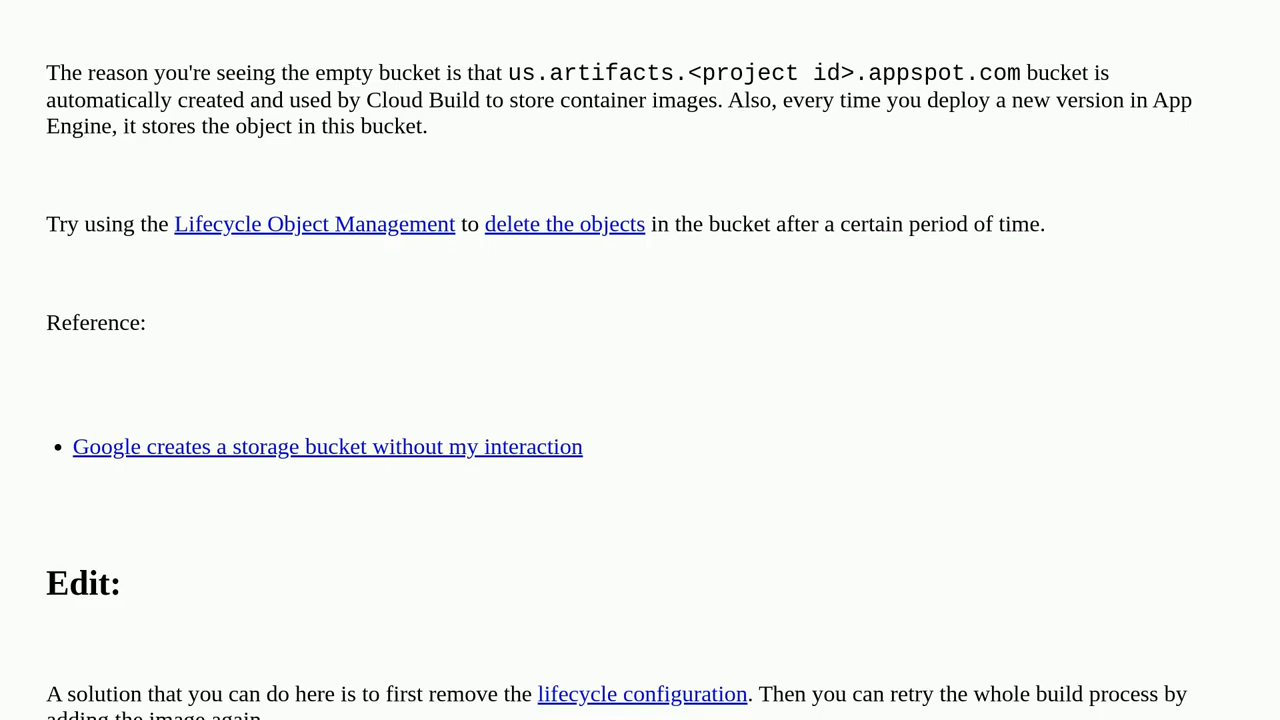 The reason you're seeing the empty bucket is that us.artifacts.<project id>.appspot.com bucket is
automatically created and used by Cloud Build to store container images. Also, every time you deploy a new version in App
Engine, it stores the object in this bucket.
Try using the Lifecycle Object Management to delete the objects in the bucket after a certain period of time.
Reference:
• Google creates a storage bucket without my interaction
Edit:
A solution that you can do here is to first remove the lifecycle configuration. Then you can retry the whole build process by
adding the image again.